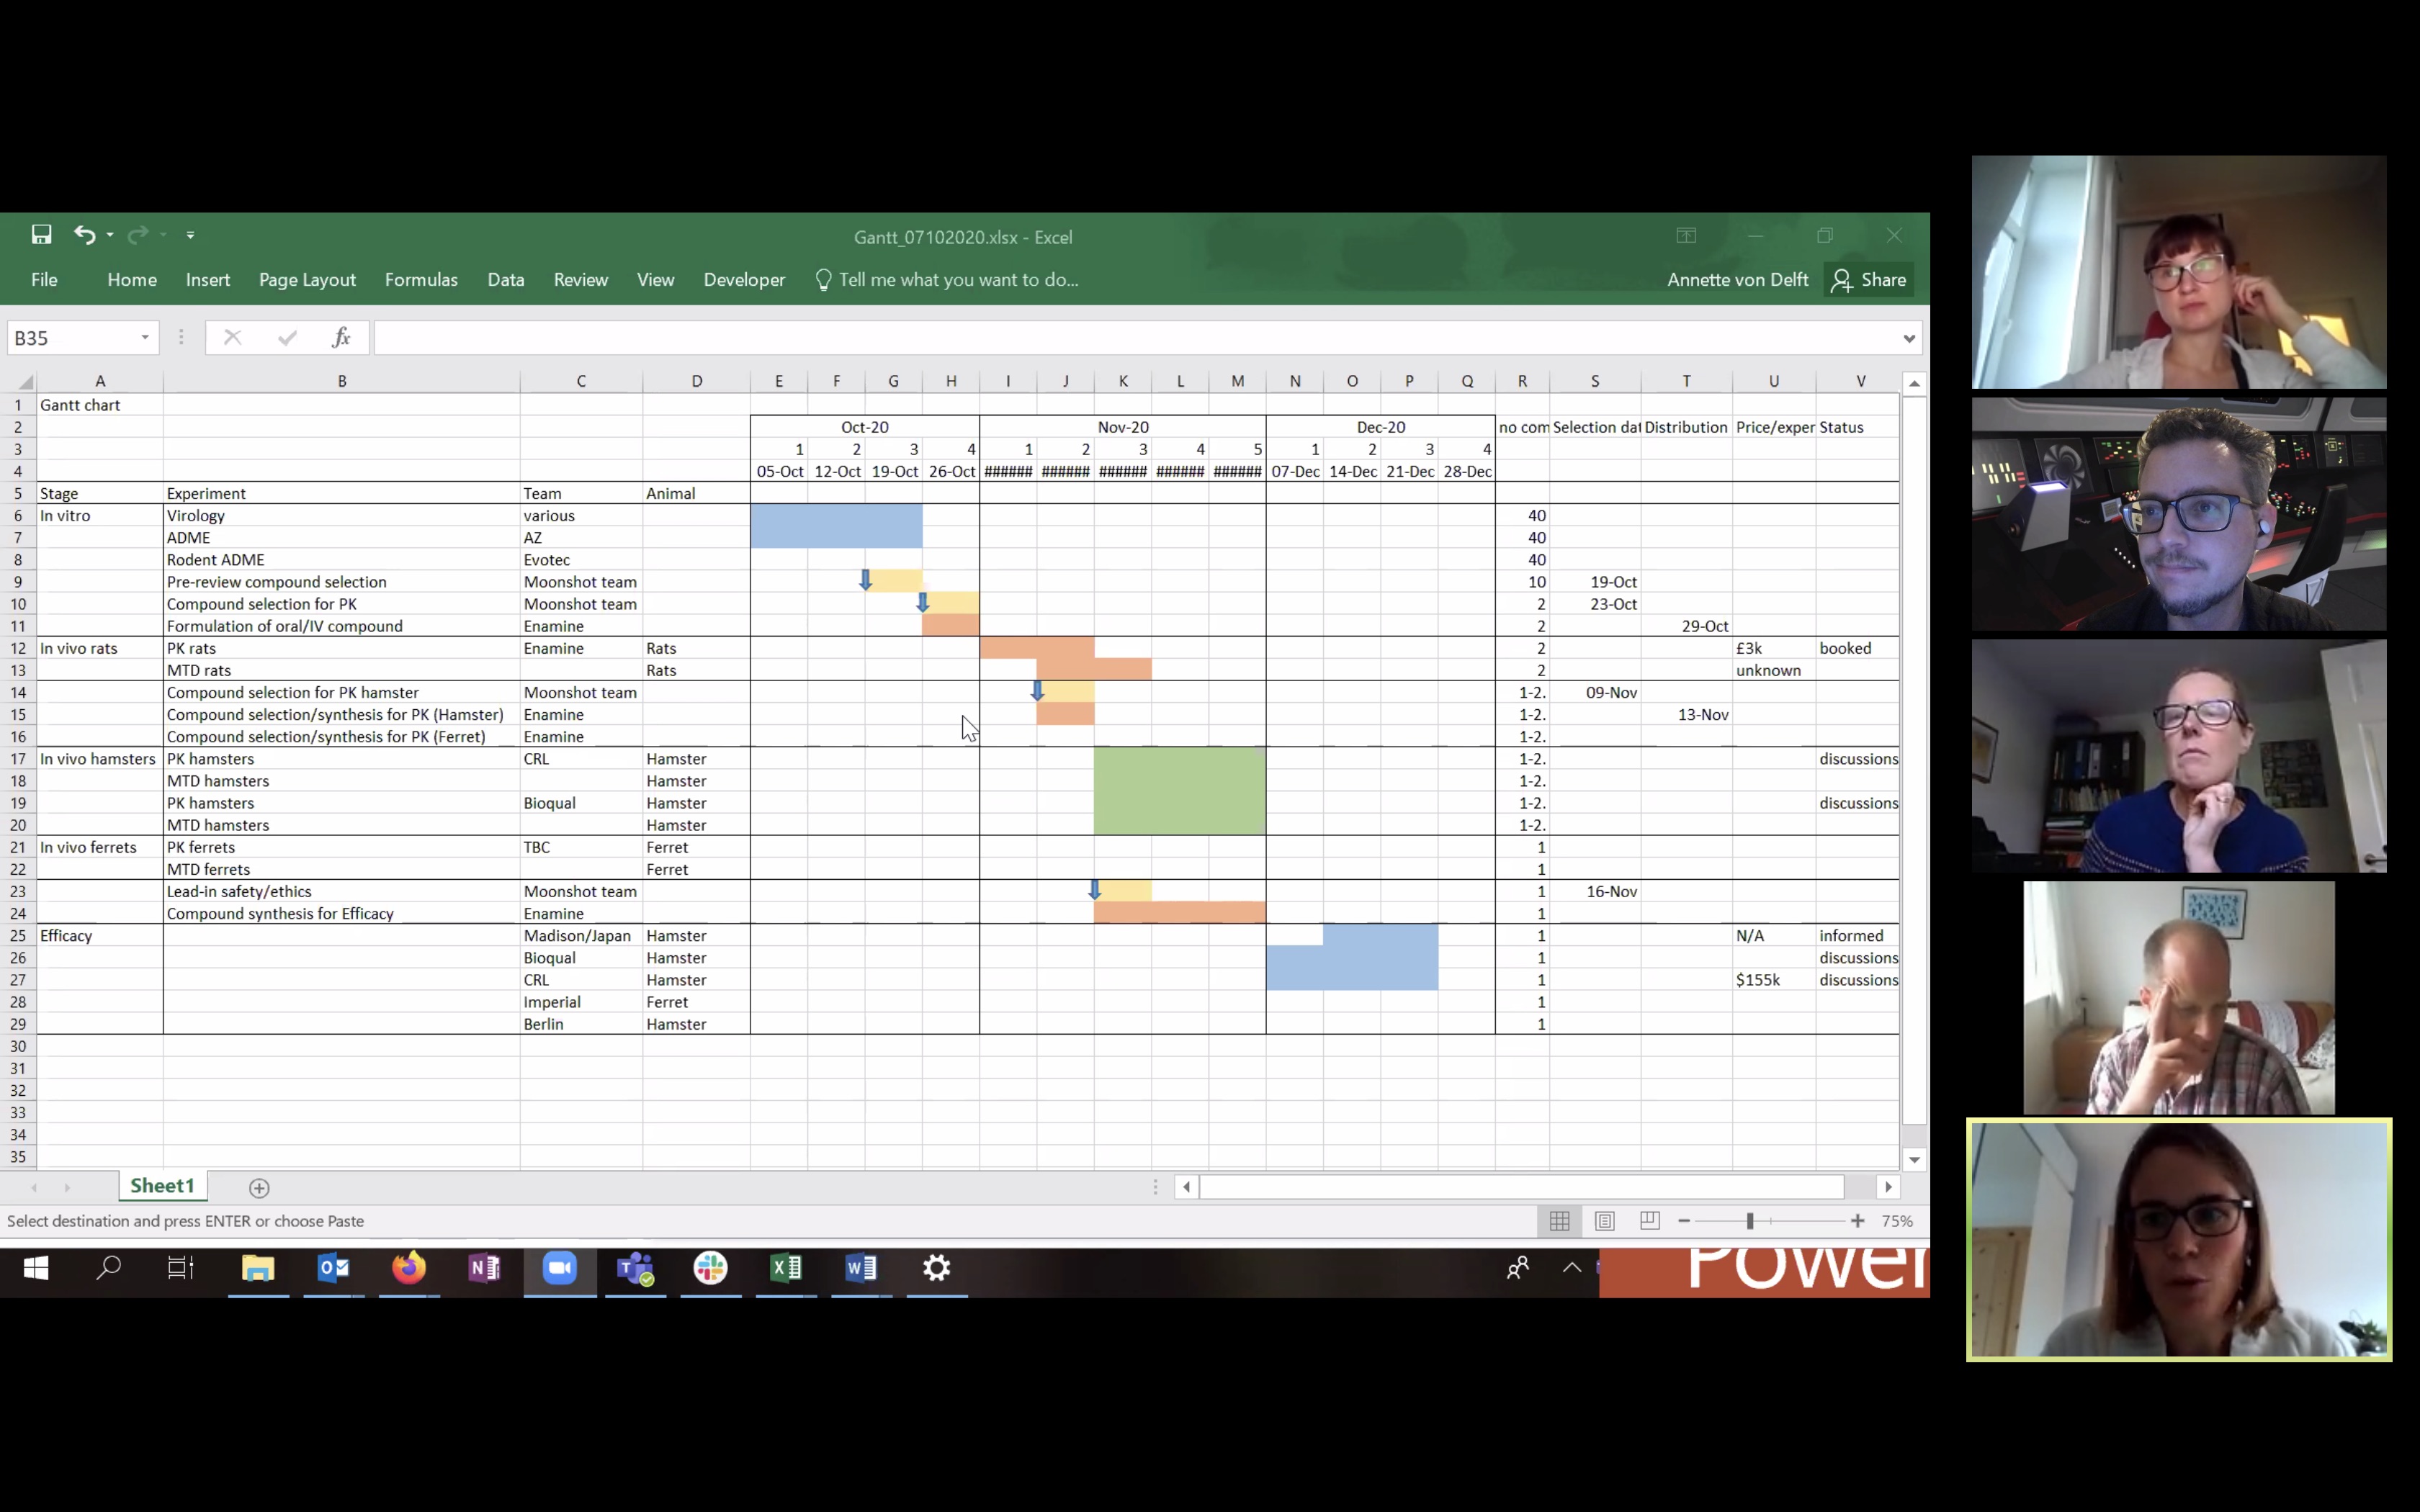 Gantt_07102020.xlsx - Excel
File Home Insert Page Layout Formulas Data Review View Developer Tell me what you want to do... Annette von Delft Share
B35 fx
A B C D E F G H I J K L M N O P Q R S T U V
1 Gantt chart
2 Oct-20 Nov-20 Dec-20 no com Selection dat Distribution Price/exper Status
3 1 2 3 4 1 2 3 4 5 1 2 3 4
4 05-Oct 12-Oct 19-Oct 26-Oct ###### ###### ###### ###### ###### 07-Dec 14-Dec 21-Dec 28-Dec
5 Stage Experiment Team Animal
6 In vitro Virology various 40
7 ADME AZ 40
8 Rodent ADME Evotec 40
9 Pre-review compound selection Moonshot team 10 19-Oct
10 Compound selection for PK Moonshot team 2 23-Oct
11 Formulation of oral/IV compound Enamine 2 29-Oct
12 In vivo rats PK rats Enamine Rats 2 £3k booked
13 MTD rats Rats 2 unknown
14 Compound selection for PK hamster Moonshot team 1-2. 09-Nov
15 Compound selection/synthesis for PK (Hamster) Enamine 1-2. 13-Nov
16 Compound selection/synthesis for PK (Ferret) Enamine 1-2.
17 In vivo hamsters PK hamsters CRL Hamster 1-2. discussions
18 MTD hamsters Hamster 1-2.
19 PK hamsters Bioqual Hamster 1-2. discussions
20 MTD hamsters Hamster 1-2.
21 In vivo ferrets PK ferrets TBC Ferret 1
22 MTD ferrets Ferret 1
23 Lead-in safety/ethics Moonshot team 1 16-Nov
24 Compound synthesis for Efficacy Enamine 1
25 Efficacy Madison/Japan Hamster 1 N/A informed
26 Bioqual Hamster 1 discussions
27 CRL Hamster 1 $155k discussions
28 Imperial Ferret 1
29 Berlin Hamster 1
30
31
32
33
34
35
Sheet1
Select destination and press ENTER or choose Paste 75%
Power